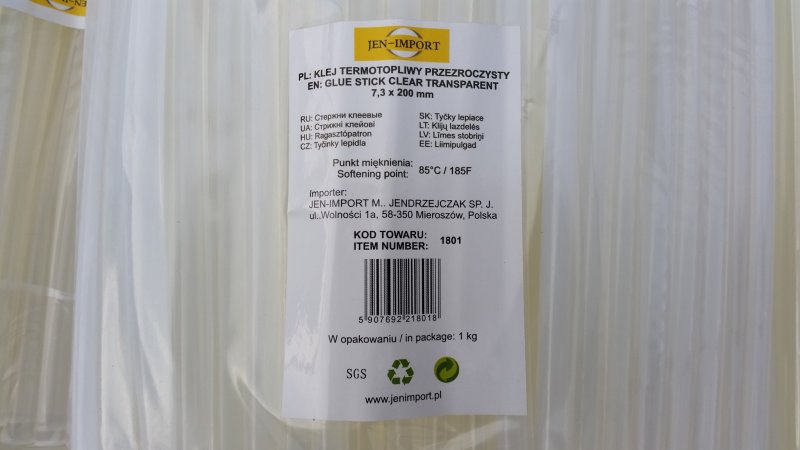 JEN-IMPORT
PL: KLEJ TERMOTOPLIWY PRZEZROCZYSTY
EN: GLUE STICK CLEAR TRANSPARENT
7,3 x 200 mm
RU: Стержни клеевые
UA: Стрижні клейові
HU: Ragasztópatron
CZ: Tyčinky lepidla
SK: Tyčky lepiace
LT: Klijų lazdelės
LV: Līmes stobriņi
EE: Liimipulgad
Punkt mięknienia:
Softening point: 85°C / 185F
Importer:
JEN-IMPORT M.. JENDRZEJCZAK SP. J.
ul..Wolności 1a, 58-350 Mieroszów, Polska
KOD TOWARU:
ITEM NUMBER: 1801
5 907692 218018
W opakowaniu / in package: 1 kg
SGS
www.jenimport.pl